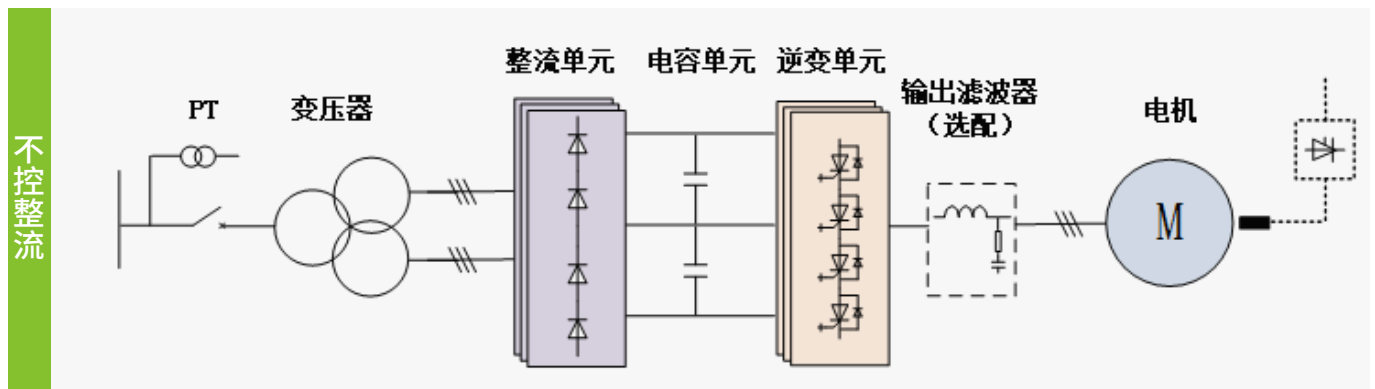 不控整流
PT
变压器
整流单元
电容单元
逆变单元
输出滤波器
（选配）
电机
M